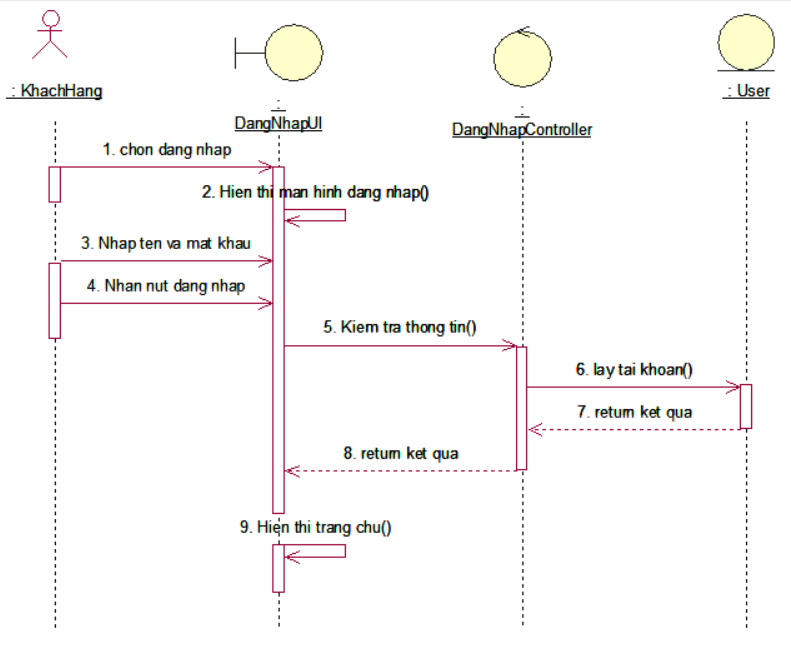 : KhachHang
:
DangNhapUI
:
DangNhapController
: User
1. chon dang nhap
2. Hien thi man hinh dang nhap()
3. Nhap ten va mat khau
4. Nhan nut dang nhap
5. Kiem tra thong tin()
6. lay tai khoan()
7. return ket qua
8. return ket qua
9. Hien thi trang chu()